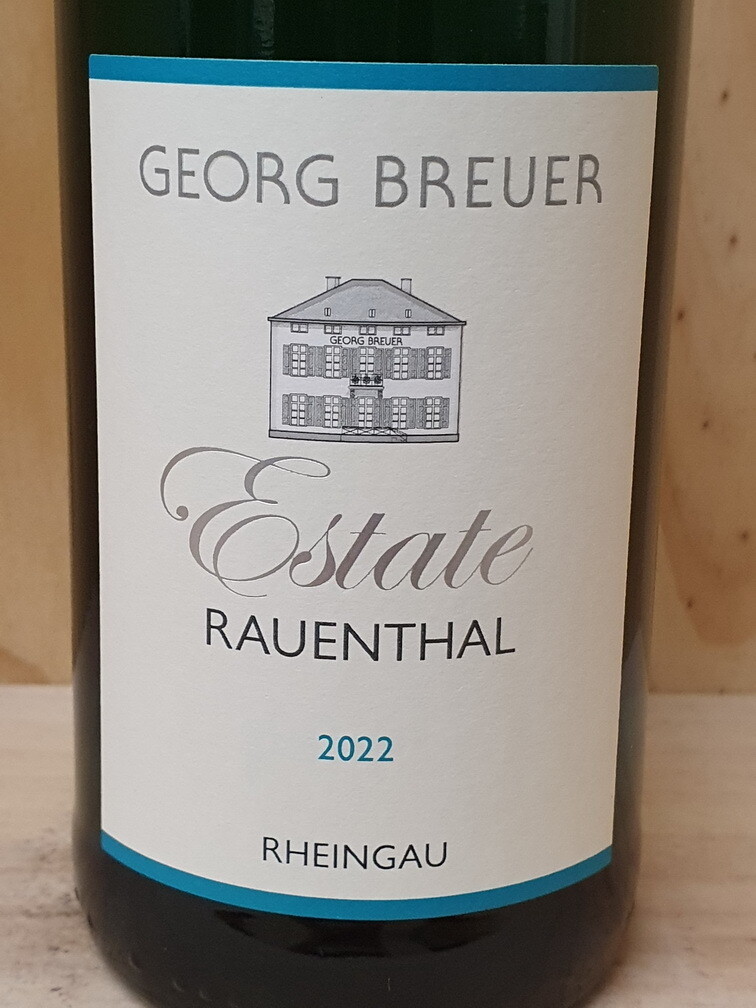 GEORG BREUER
GEORG BREUER
Estate
RAUENTHAL
2022
RHEINGAU